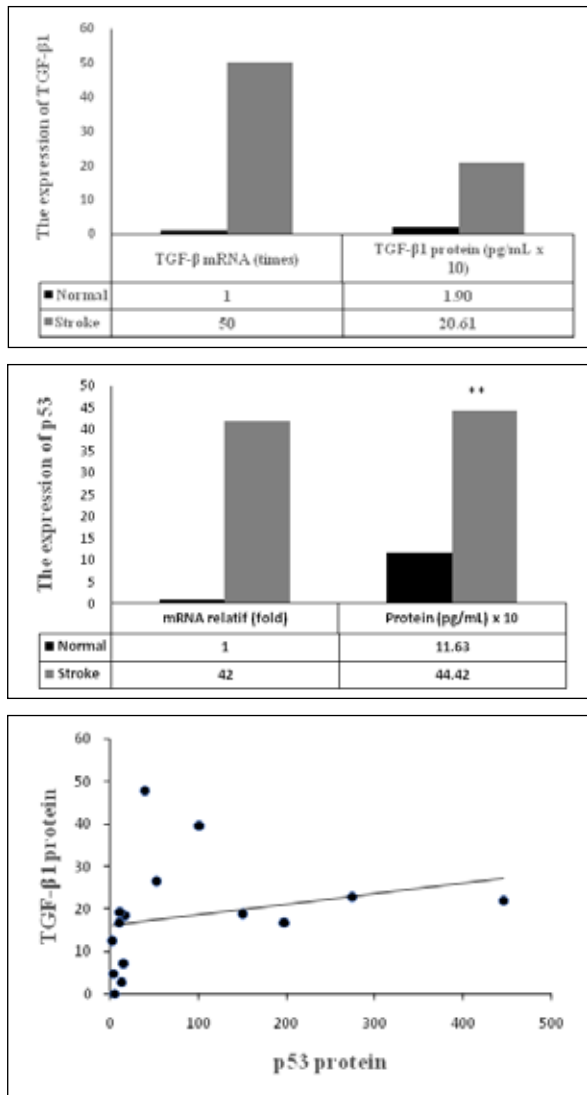 The expression of TGF-β1
60
50
40
30
20
10
0
TGF-β mRNA (times)
TGF-β1 protein (pg/mL x
10)
Normal 1 1.90
Stroke 50 20.61
The expression of p53
50
45
40
35
30
25
20
15
10
5
0
**
mRNA relatif (fold) Protein (pg/mL) x 10
Normal 1 11.63
Stroke 42 44.42
TGF-β1 protein
60
50
40
30
20
10
0
0 100 200 300 400 500
p53 protein